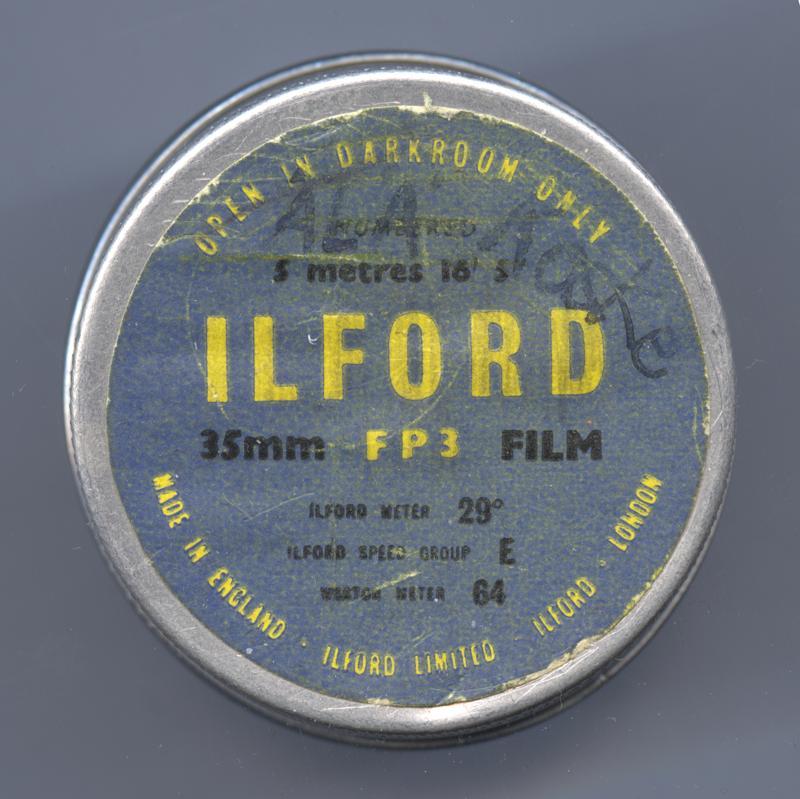 OPEN IN DARKROOM ONLY
NUMBERED
5 metres 16' 5"
ILFORD
35mm FP3 FILM
ILFORD METER 29°
ILFORD SPEED GROUP E
WESTON METER 64
MADE IN ENGLAND · ILFORD LIMITED · ILFORD · LONDON